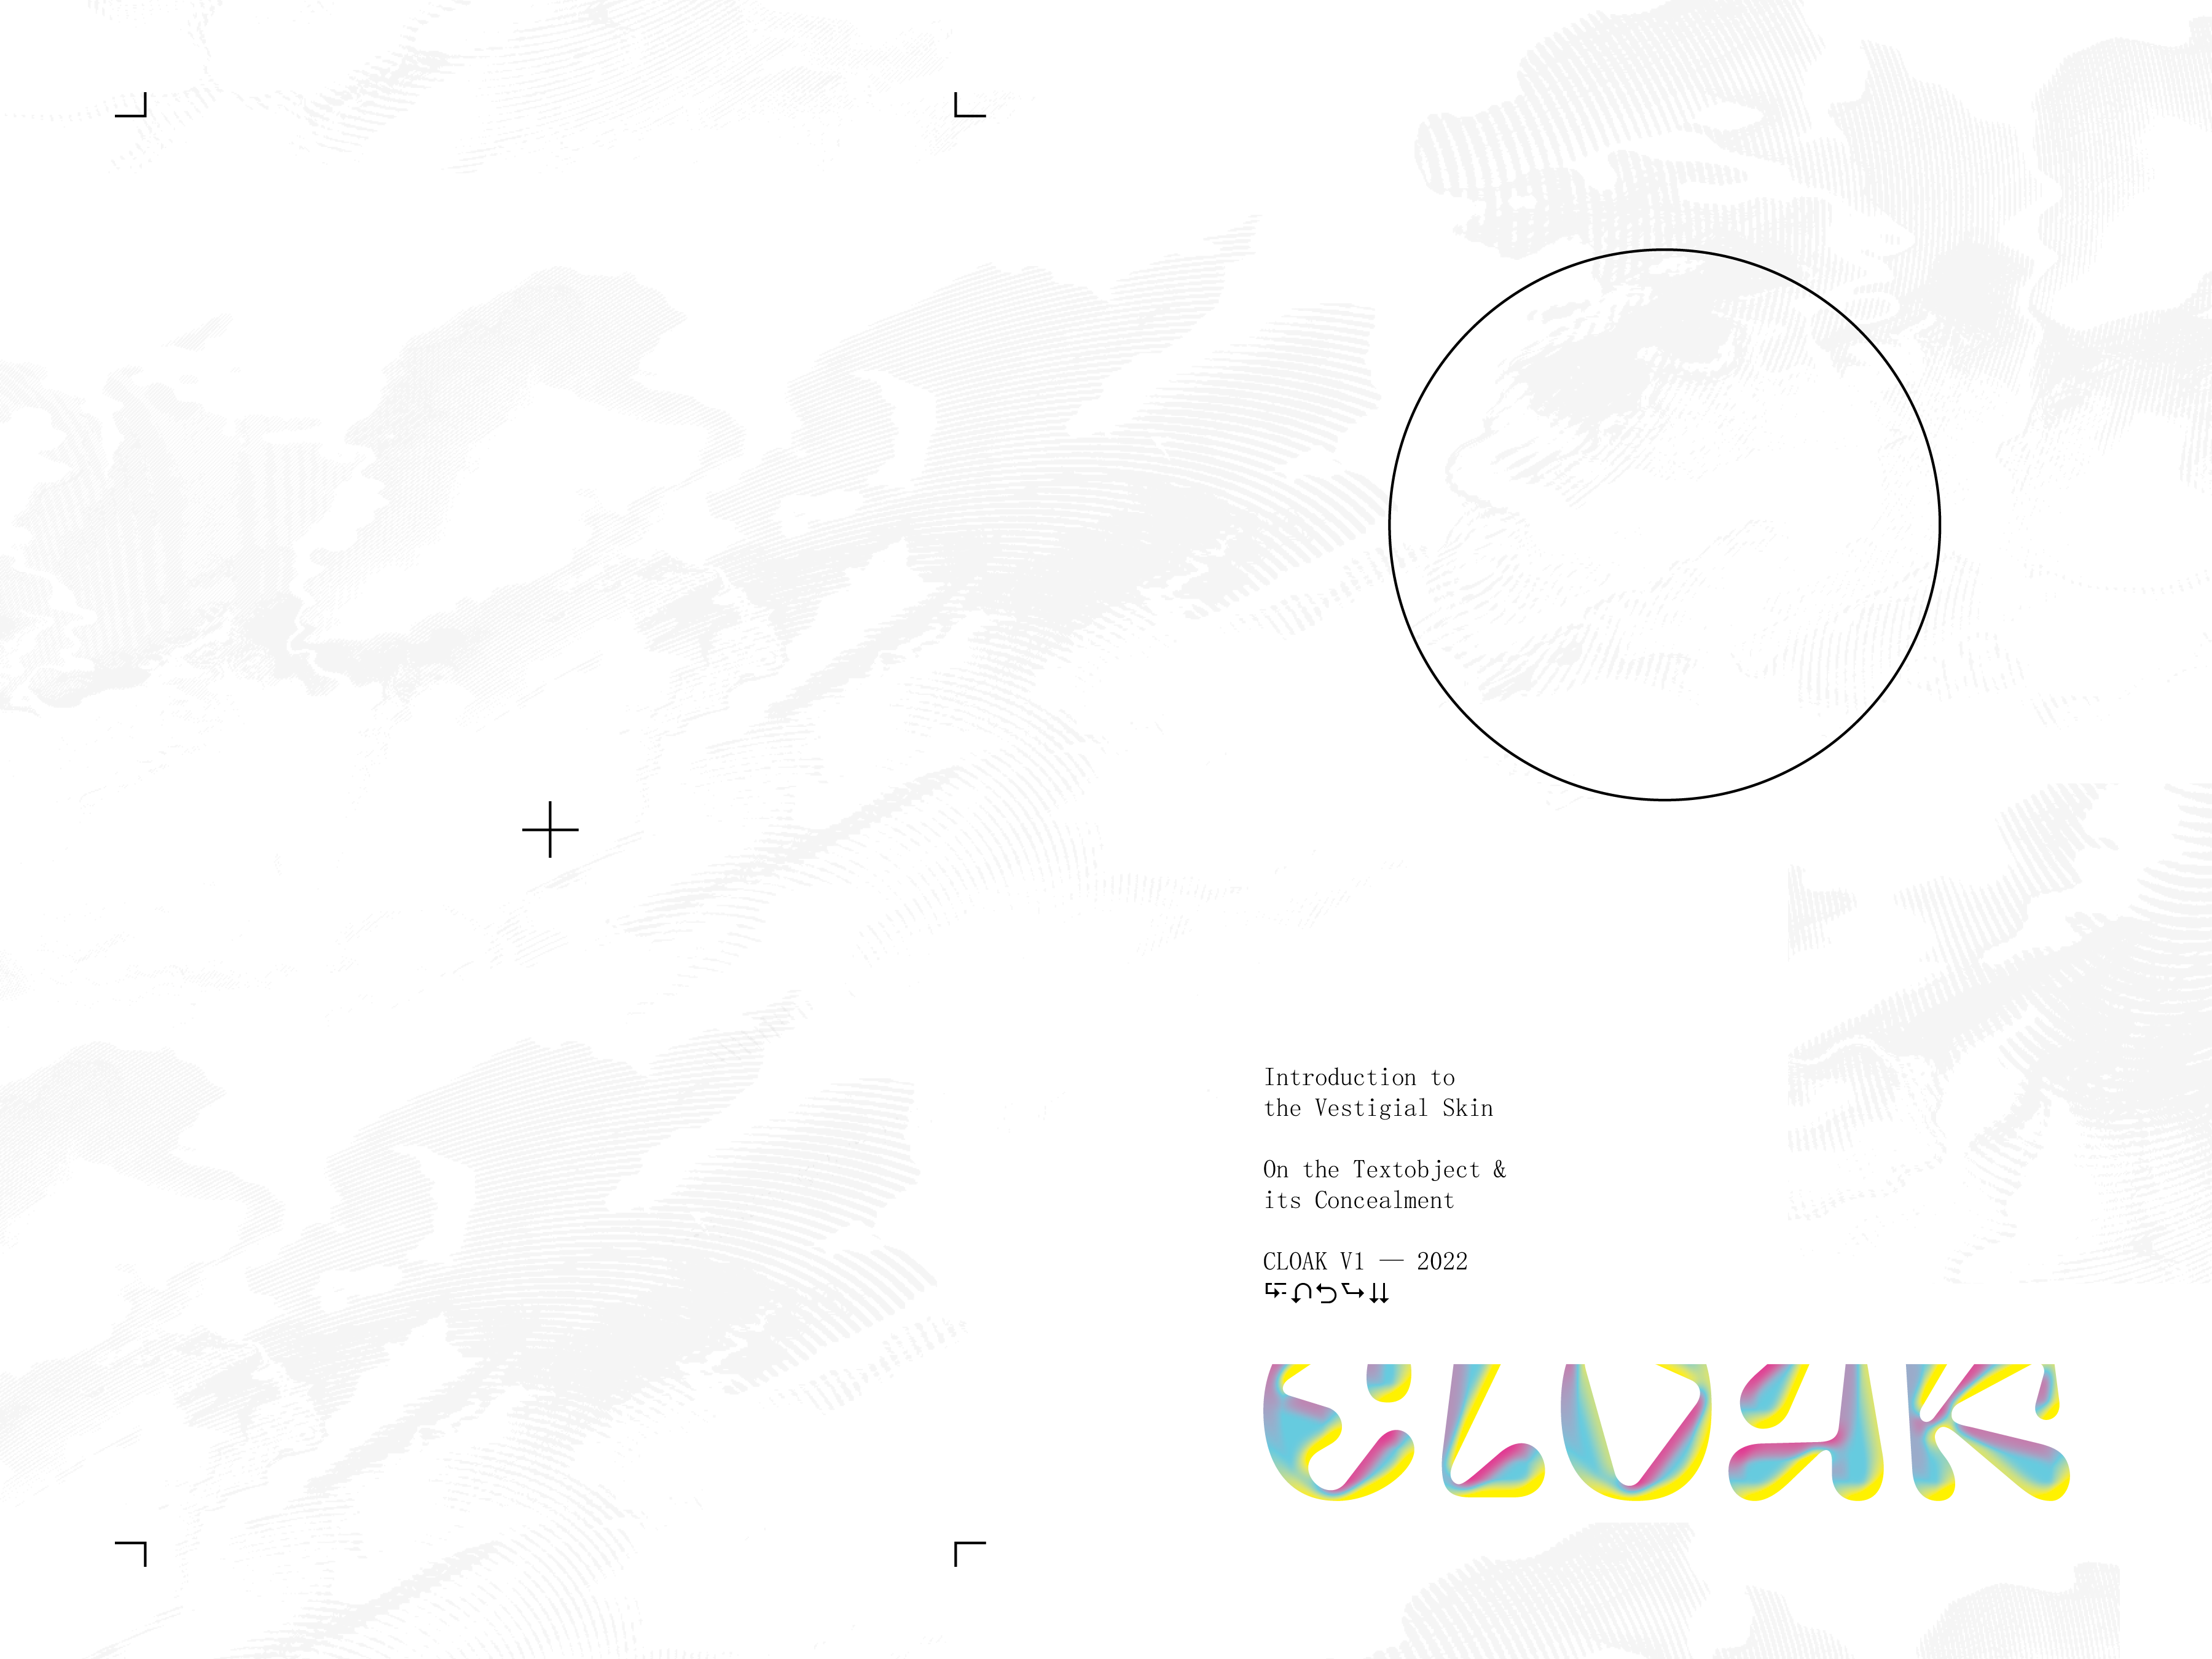 Introduction to
the Vestigial Skin
On the Textobject &
its Concealment
CLOAK V1 — 2022
CLOAK